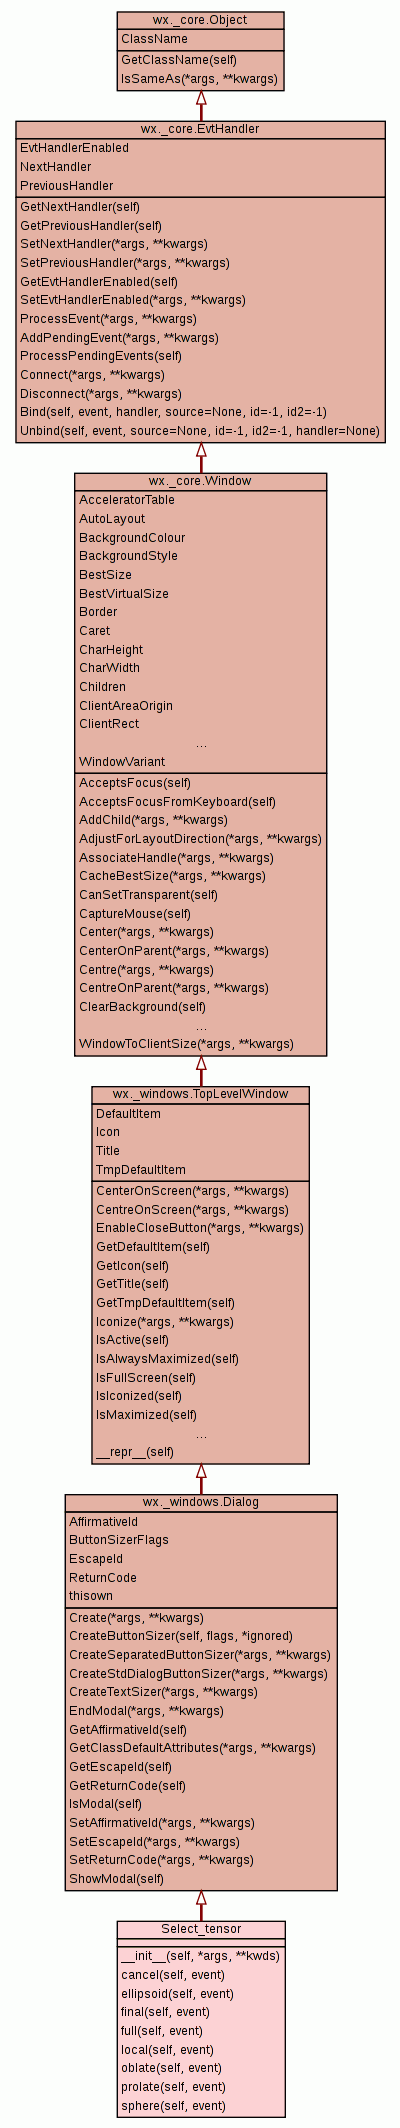 wx._core.Object
ClassName
GetClassName(self)
IsSameAs(*args, **kwargs)
wx._core.EvtHandler
EvtHandlerEnabled
NextHandler
PreviousHandler
GetNextHandler(self)
GetPreviousHandler(self)
SetNextHandler(*args, **kwargs)
SetPreviousHandler(*args, **kwargs)
GetEvtHandlerEnabled(self)
SetEvtHandlerEnabled(*args, **kwargs)
ProcessEvent(*args, **kwargs)
AddPendingEvent(*args, **kwargs)
ProcessPendingEvents(self)
Connect(*args, **kwargs)
Disconnect(*args, **kwargs)
Bind(self, event, handler, source=None, id=-1, id2=-1)
Unbind(self, event, source=None, id=-1, id2=-1, handler=None)
wx._core.Window
AcceleratorTable
AutoLayout
BackgroundColour
BackgroundStyle
BestSize
BestVirtualSize
Border
Caret
CharHeight
CharWidth
Children
ClientAreaOrigin
ClientRect
...
WindowVariant
AcceptsFocus(self)
AcceptsFocusFromKeyboard(self)
AddChild(*args, **kwargs)
AdjustForLayoutDirection(*args, **kwargs)
AssociateHandle(*args, **kwargs)
CacheBestSize(*args, **kwargs)
CanSetTransparent(self)
CaptureMouse(self)
Center(*args, **kwargs)
CenterOnParent(*args, **kwargs)
Centre(*args, **kwargs)
CentreOnParent(*args, **kwargs)
ClearBackground(self)
...
WindowToClientSize(*args, **kwargs)
wx._windows.TopLevelWindow
DefaultItem
Icon
Title
TmpDefaultItem
CenterOnScreen(*args, **kwargs)
CentreOnScreen(*args, **kwargs)
EnableCloseButton(*args, **kwargs)
GetDefaultItem(self)
GetIcon(self)
GetTitle(self)
GetTmpDefaultItem(self)
Iconize(*args, **kwargs)
IsActive(self)
IsAlwaysMaximized(self)
IsFullScreen(self)
IsIconized(self)
IsMaximized(self)
...
__repr__(self)
wx._windows.Dialog
AffirmativeId
ButtonSizerFlags
EscapeId
ReturnCode
thisown
Create(*args, **kwargs)
CreateButtonSizer(self, flags, *ignored)
CreateSeparatedButtonSizer(*args, **kwargs)
CreateStdDialogButtonSizer(*args, **kwargs)
CreateTextSizer(*args, **kwargs)
EndModal(*args, **kwargs)
GetAffirmativeId(self)
GetClassDefaultAttributes(*args, **kwargs)
GetEscapeId(self)
GetReturnCode(self)
IsModal(self)
SetAffirmativeId(*args, **kwargs)
SetEscapeId(*args, **kwargs)
SetReturnCode(*args, **kwargs)
ShowModal(self)
Select_tensor
__init__(self, *args, **kwds)
cancel(self, event)
ellipsoid(self, event)
final(self, event)
full(self, event)
local(self, event)
oblate(self, event)
prolate(self, event)
sphere(self, event)